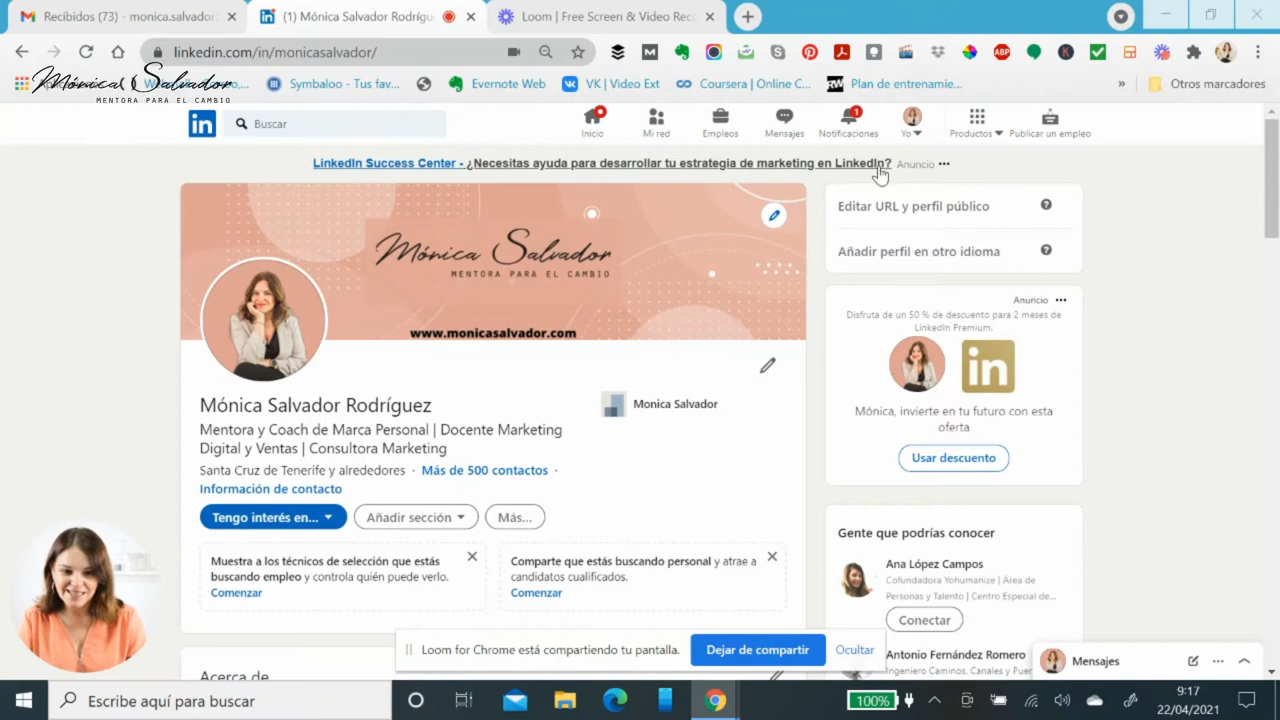 Recibidos (73) - monica.salvador
(1) Mónica Salvador Rodrígu
Loom | Free Screen & Video Rec
linkedin.com/in/monicasalvador/
Mónica Salvador
MENTORA PARA EL CAMBIO
Symbaloo - Tus fav...
Evernote Web
VK | Video Ext
Coursera | Online C...
Plan de entrenamie...
»
Otros marcadores
in
Buscar
Inicio
Mi red
Empleos
Mensajes
1
Notificaciones
Yo
Productos
Publicar un empleo
LinkedIn Success Center - ¿Necesitas ayuda para desarrollar tu estrategia de marketing en LinkedIn? Anuncio •••
Mónica Salvador
MENTORA PARA EL CAMBIO
www.monicasalvador.com
Mónica Salvador Rodríguez
Monica Salvador
Mentora y Coach de Marca Personal | Docente Marketing
Digital y Ventas | Consultora Marketing
Santa Cruz de Tenerife y alrededores · Más de 500 contactos ·
Información de contacto
Tengo interés en...
Añadir sección
Más...
Muestra a los técnicos de selección que estás
buscando empleo y controla quién puede verlo.
Comenzar
Comparte que estás buscando personal y atrae a
candidatos cualificados.
Comenzar
Acerca de
Editar URL y perfil público
Añadir perfil en otro idioma
Anuncio •••
Disfruta de un 50 % de descuento para 2 meses de
LinkedIn Premium.
in
Mónica, invierte en tu futuro con esta
oferta
Usar descuento
Gente que podrías conocer
Ana López Campos
Cofundadora Yohumanize | Área de
Personas y Talento | Centro Especial de...
Conectar
Antonio Fernández Romero
Ingeniero Caminos, Canales y Puer
Loom for Chrome está compartiendo tu pantalla.
Dejar de compartir
Ocultar
Mensajes
Escribe aquí para buscar
100%
9:17
22/04/2021